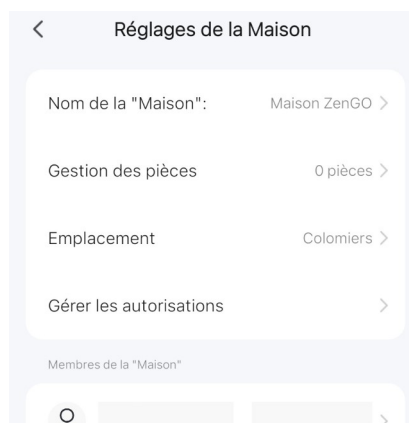 Réglages de la Maison
Nom de la "Maison": Maison ZenGO
Gestion des pièces 0 pièces
Emplacement Colomiers
Gérer les autorisations
Membres de la "Maison"